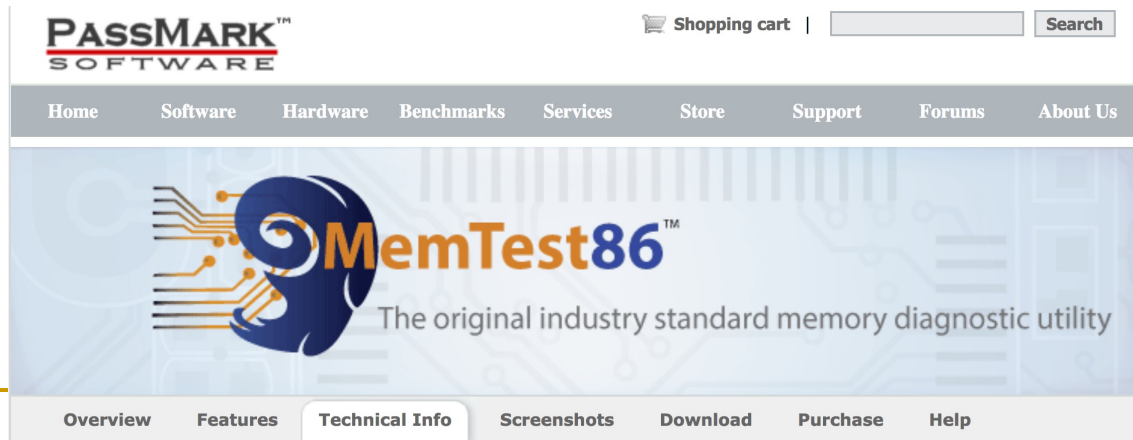 PASSMARK™
SOFTWARE
Shopping cart | Search
Home Software Hardware Benchmarks Services Store Support Forums About Us
MemTest86™
The original industry standard memory diagnostic utility
Overview Features Technical Info Screenshots Download Purchase Help